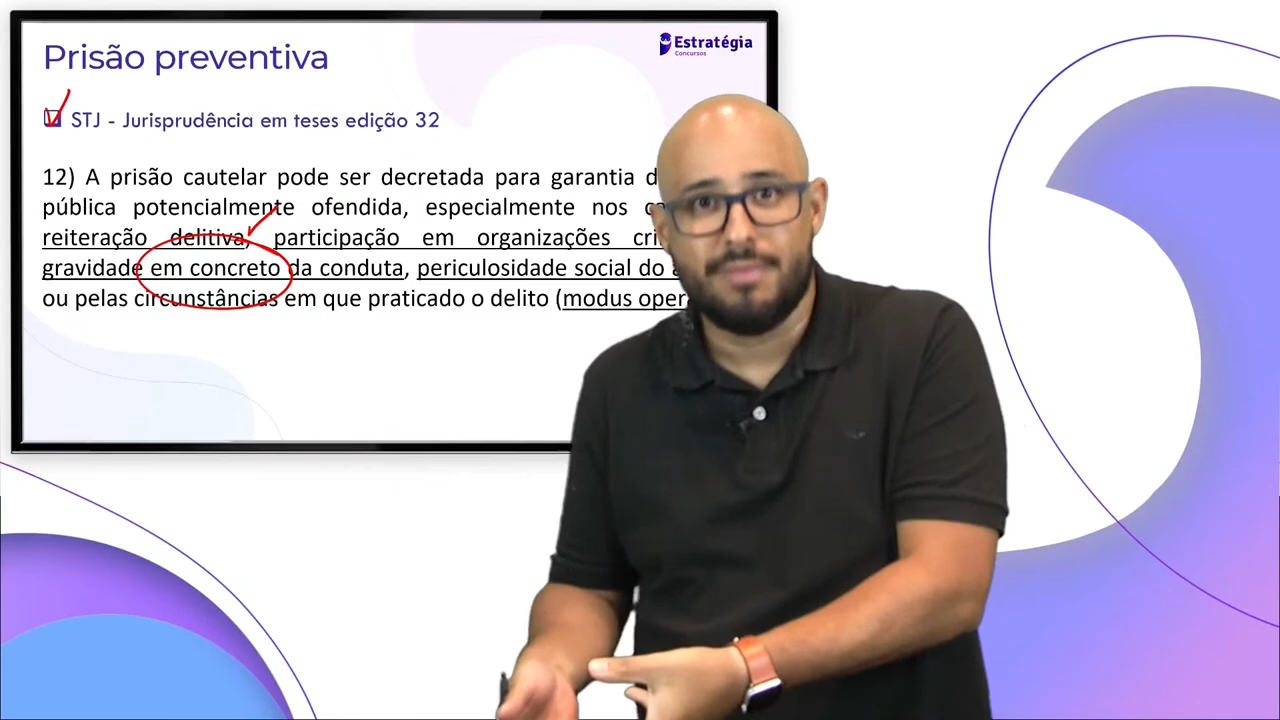 Prisão preventiva
Estratégia
Concursos
STJ - Jurisprudência em teses edição 32
12) A prisão cautelar pode ser decretada para garantia
pública potencialmente ofendida, especialmente nos
reiteração delitiva, participação em organizações
gravidade em concreto da conduta, periculosidade social do
ou pelas circunstâncias em que praticado o delito (modus